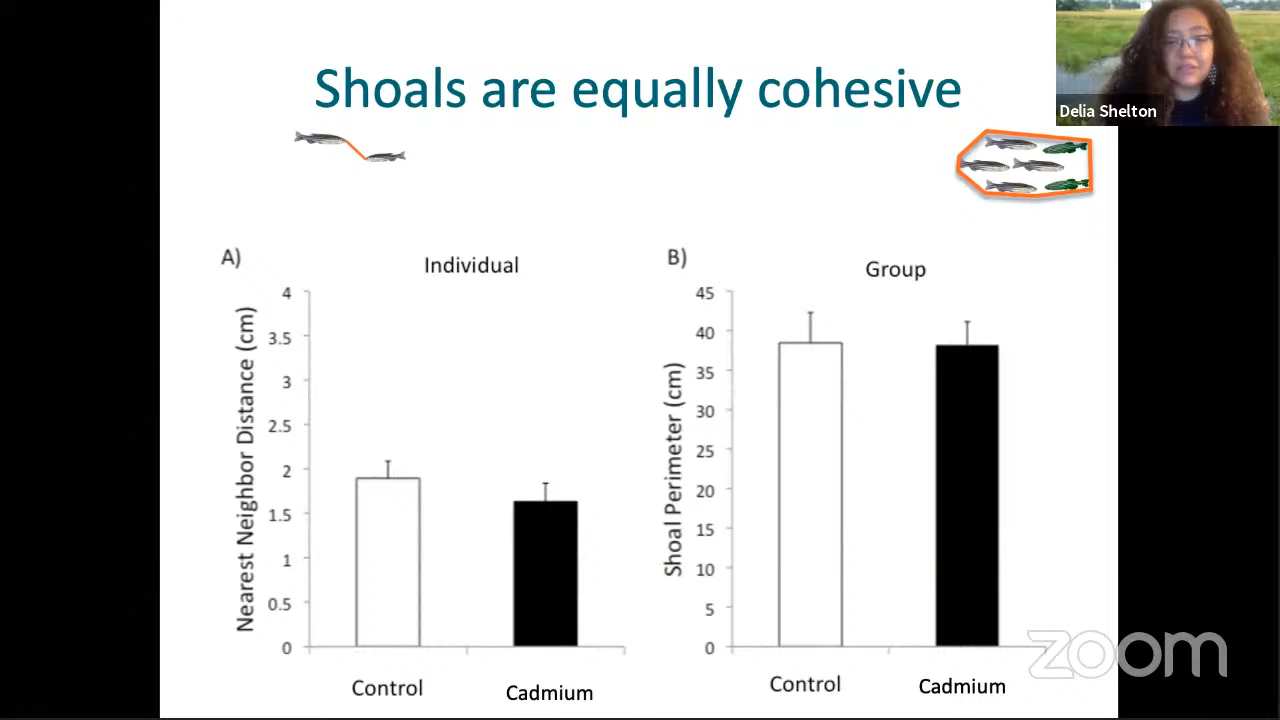 Shoals are equally cohesive
Delia Shelton
A)
Individual
Nearest Neighbor Distance (cm)
4
3.5
3
2.5
2
1.5
1
0.5
0
Control
Cadmium
B)
Group
Shoal Perimeter (cm)
45
40
35
30
25
20
15
10
5
0
Control
Cadmium
zoom